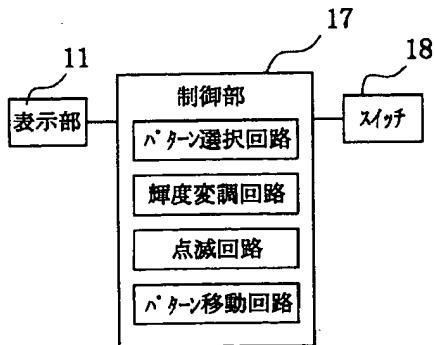 17
11
18
制御部
表示部
スイッチ
パターン選択回路
輝度変調回路
点滅回路
パターン移動回路